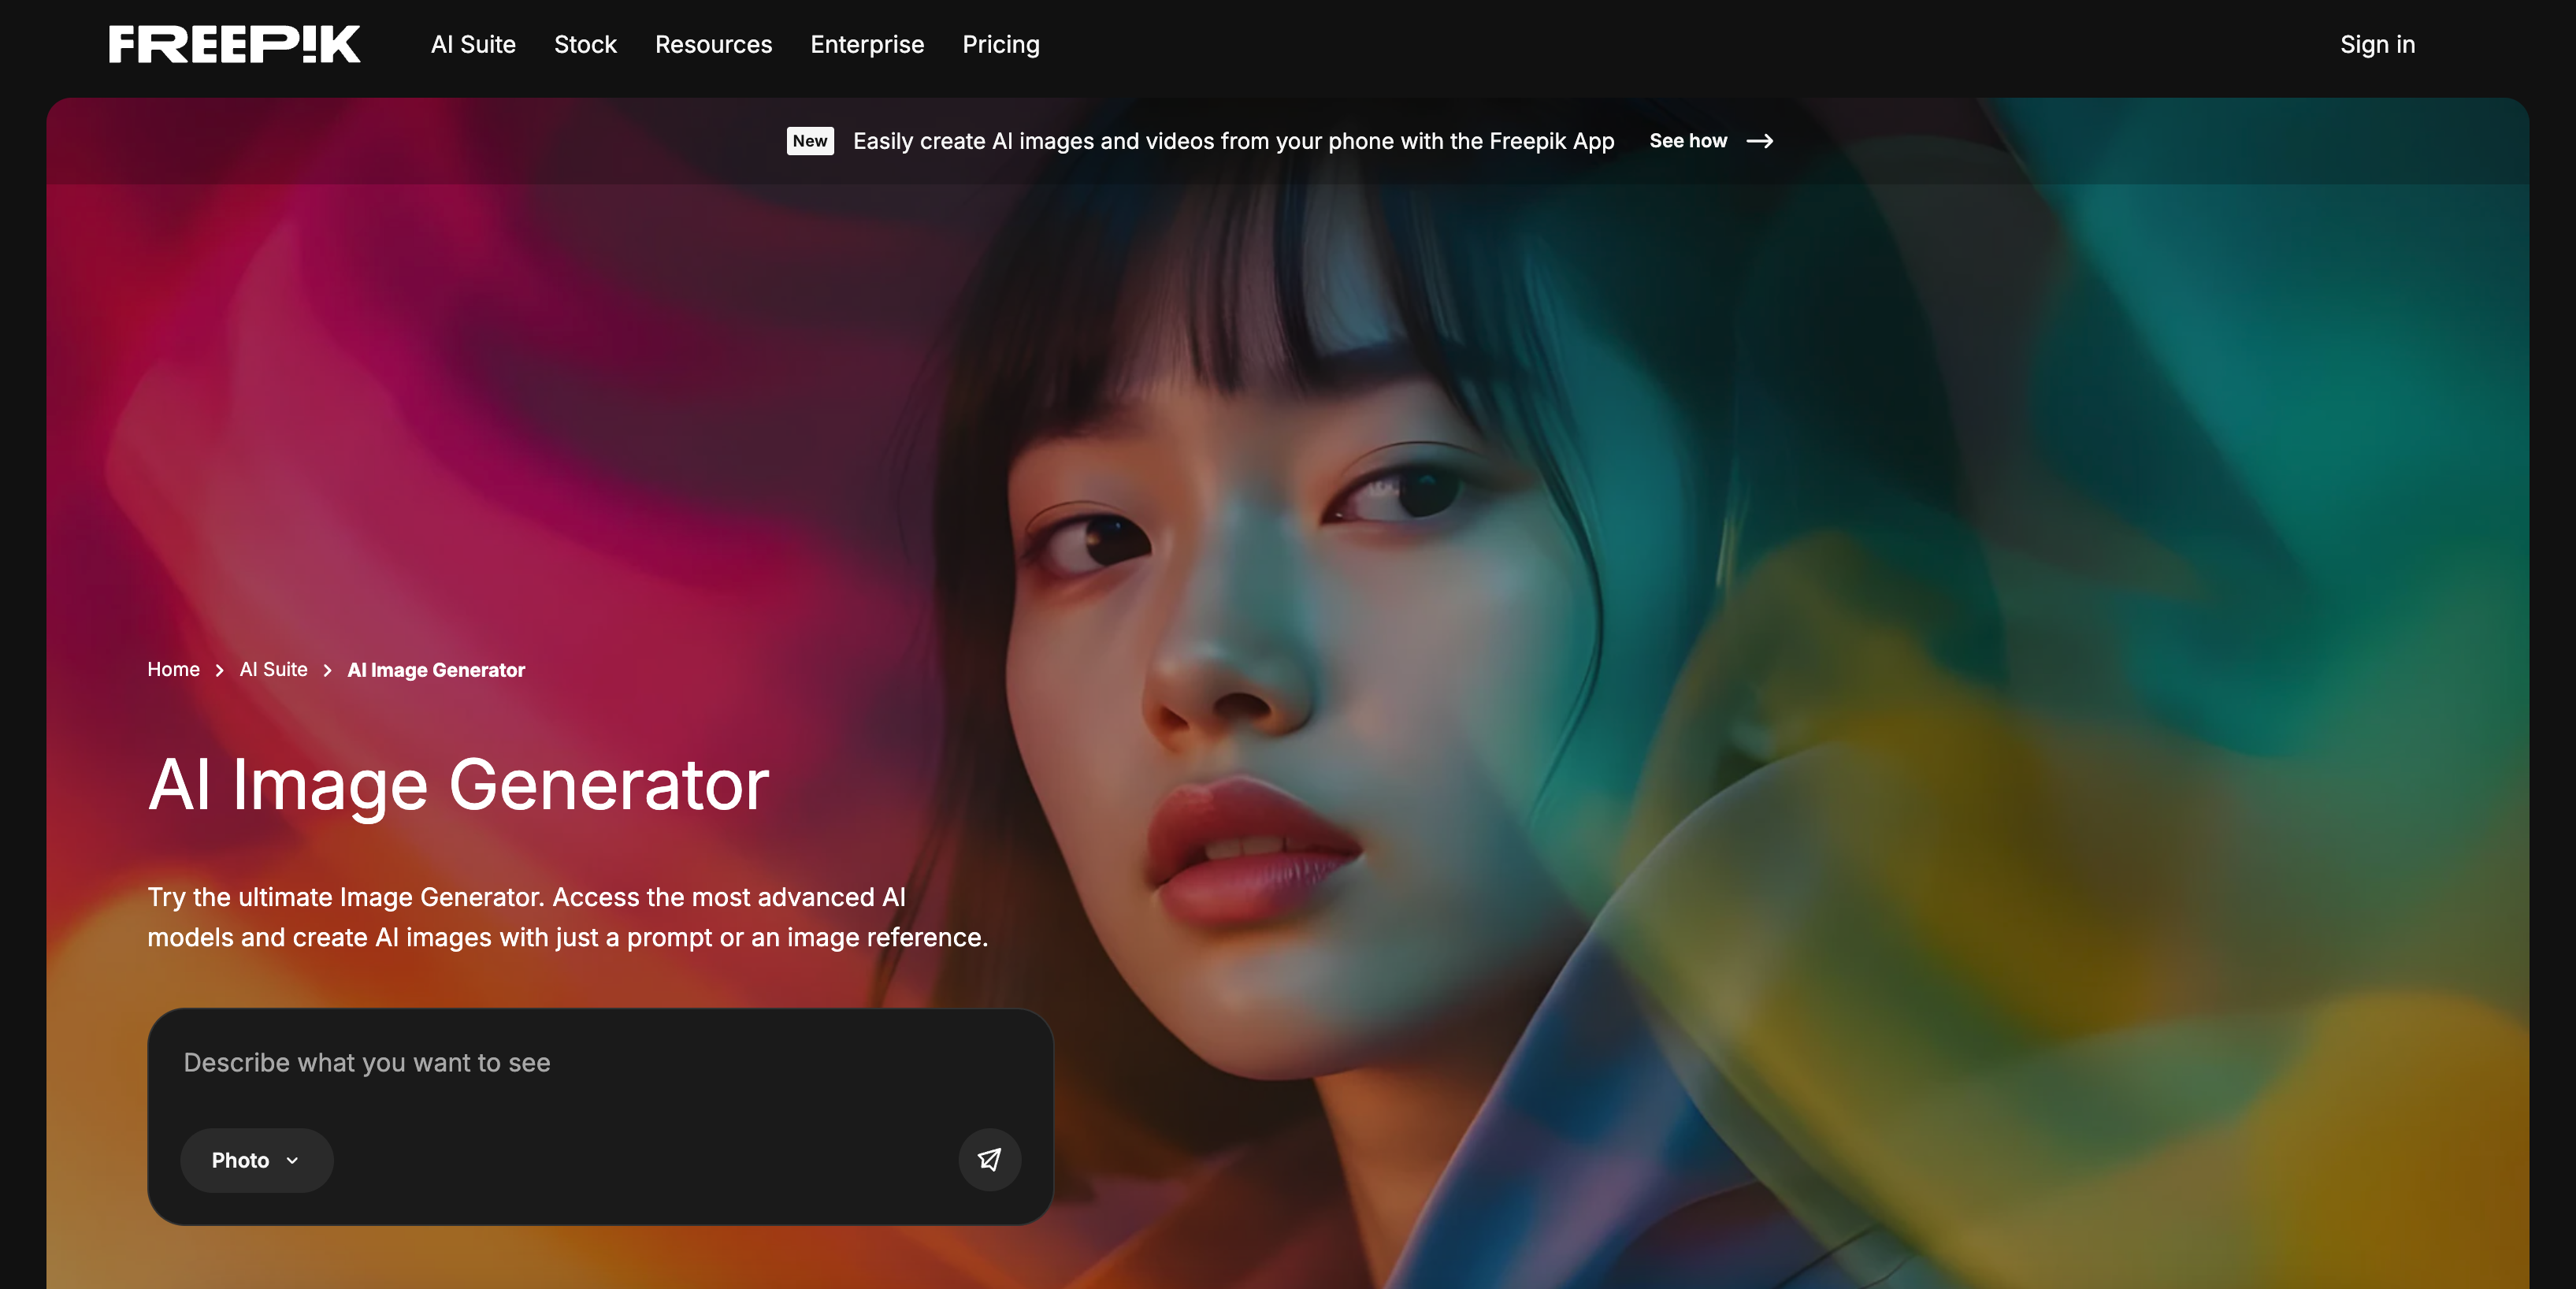 FREEP!K
AI Suite
Stock
Resources
Enterprise
Pricing
Sign in
New Easily create AI images and videos from your phone with the Freepik App See how
Home > AI Suite > AI Image Generator
AI Image Generator
Try the ultimate Image Generator. Access the most advanced AI
models and create AI images with just a prompt or an image reference.
Describe what you want to see
Photo